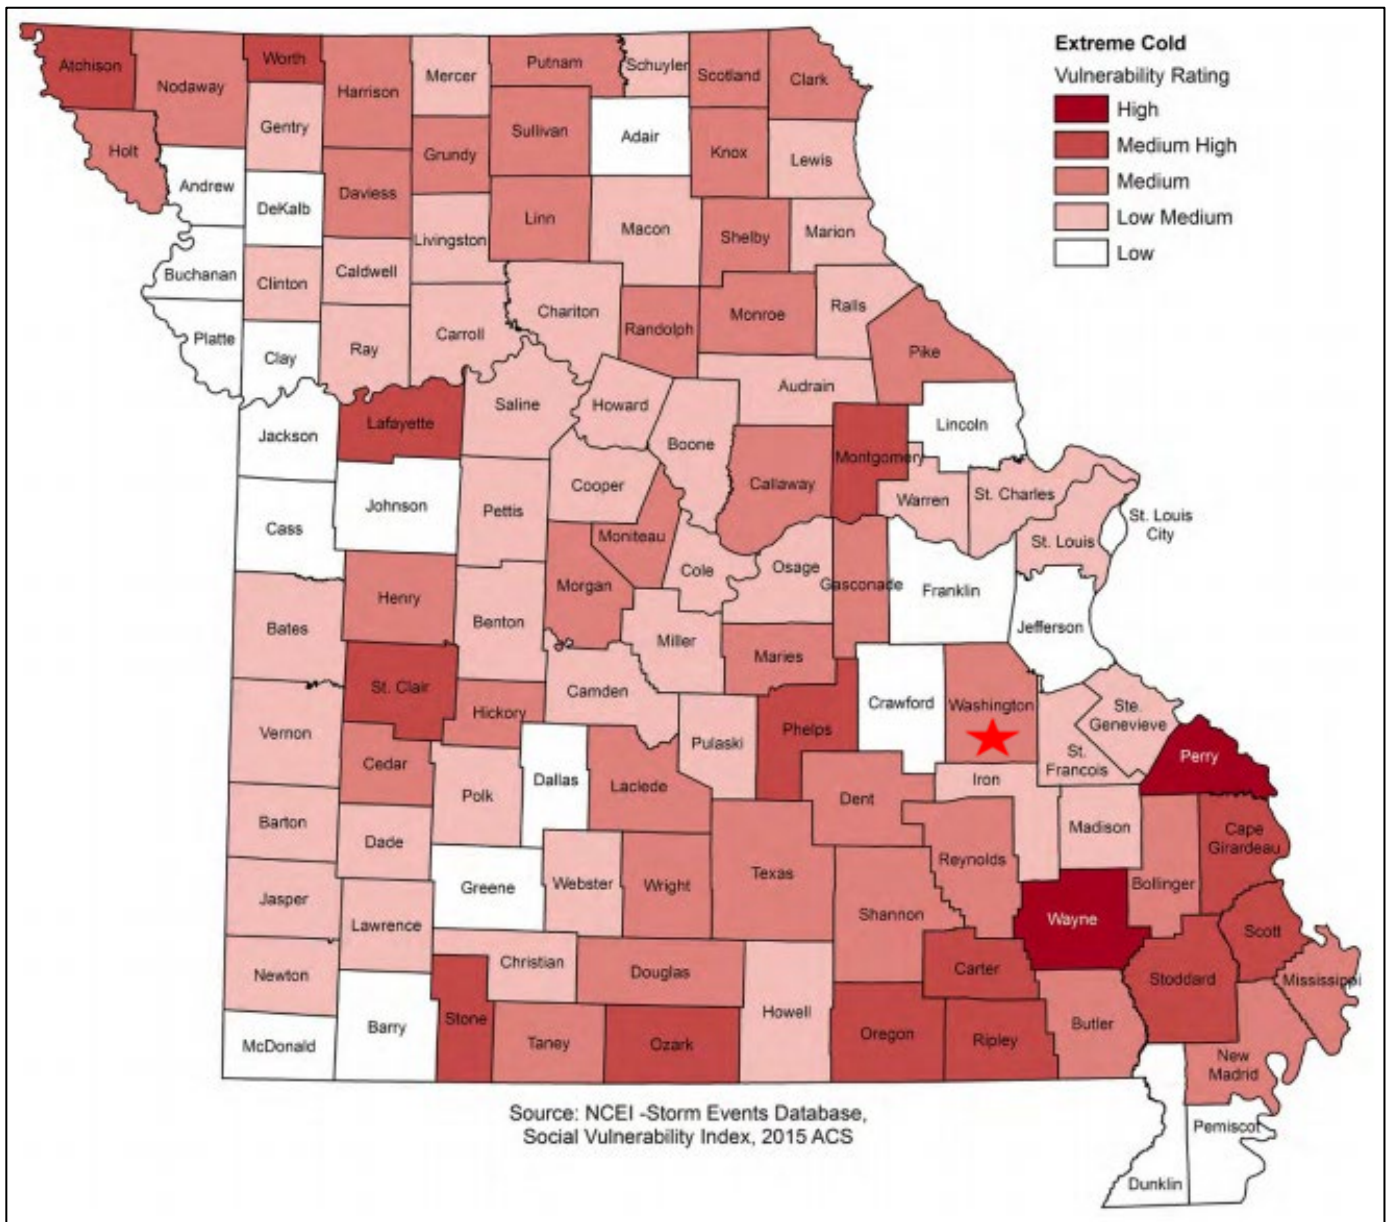 Extreme Cold
Vulnerability Rating
High
Medium High
Medium
Low Medium
Low
Atchison
Nodaway
Worth
Harrison
Mercer
Putnam
Schuyler
Scotland
Clark
Gentry
Holt
Andrew
DeKalb
Daviess
Grundy
Sullivan
Adair
Knox
Lewis
Livingston
Linn
Macon
Shelby
Marion
Buchanan
Clinton
Caldwell
Platte
Clay
Ray
Carroll
Chariton
Randolph
Monroe
Ralls
Pike
Audrain
Jackson
Lafayette
Saline
Howard
Boone
Callaway
Montgomery
Lincoln
Warren
St. Charles
St. Louis
St. Louis
City
Cass
Johnson
Pettis
Cooper
Moniteau
Morgan
Cole
Osage
Gasconade
Franklin
Jefferson
Henry
Benton
Miller
Maries
Bates
St. Clair
Hickory
Camden
Pulaski
Phelps
Crawford
Washington
Ste.
Genevieve
St.
Francois
Perry
Vernon
Cedar
Polk
Dallas
Laclede
Dent
Iron
Madison
Cape
Girardeau
Barton
Dade
Greene
Webster
Wright
Texas
Reynolds
Bollinger
Jasper
Lawrence
Shannon
Wayne
Scott
Newton
Christian
Douglas
Howell
Carter
Stoddard
Mississippi
McDonald
Barry
Stone
Taney
Ozark
Oregon
Ripley
Butler
New
Madrid
Pemiscot
Dunklin
Source: NCEI -Storm Events Database,
Social Vulnerability Index, 2015 ACS